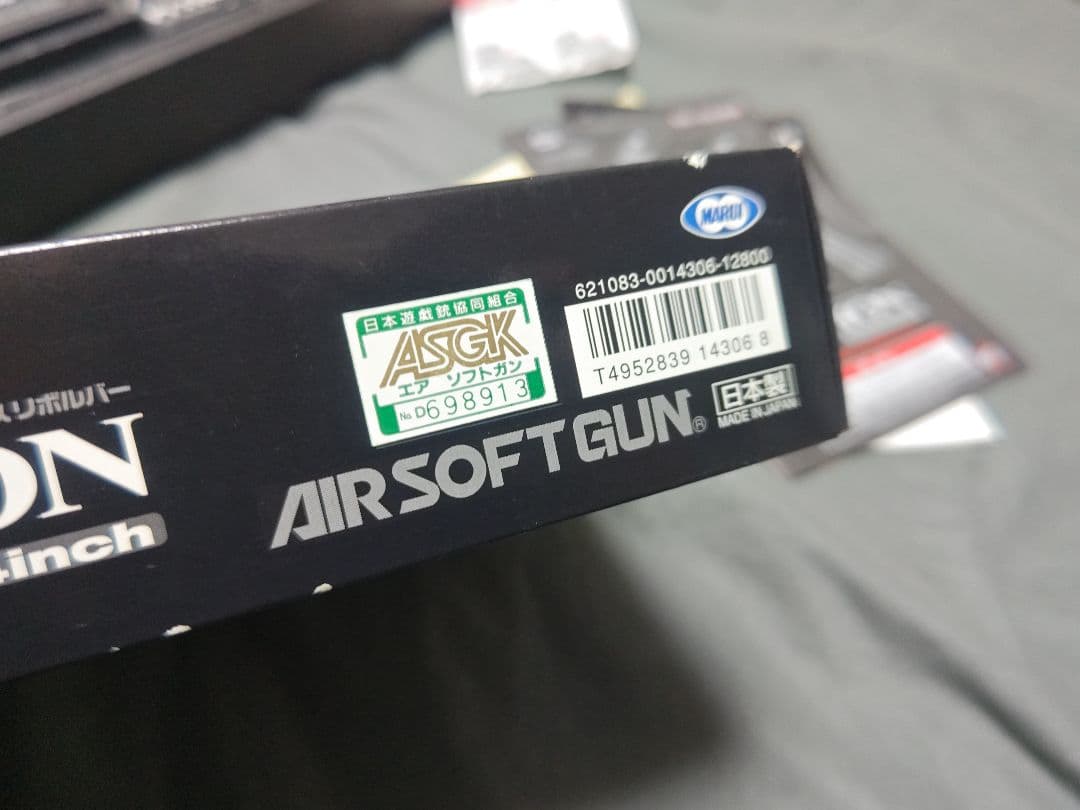 MARUI
621083-0014306-12800
日本遊戯銃協同組合
ASGK
エア ソフトガン
№ D698913
T4952839 14306 8
日本製
MADE IN JAPAN
リボルバー
ON
4inch
AIRSOFT GUN®